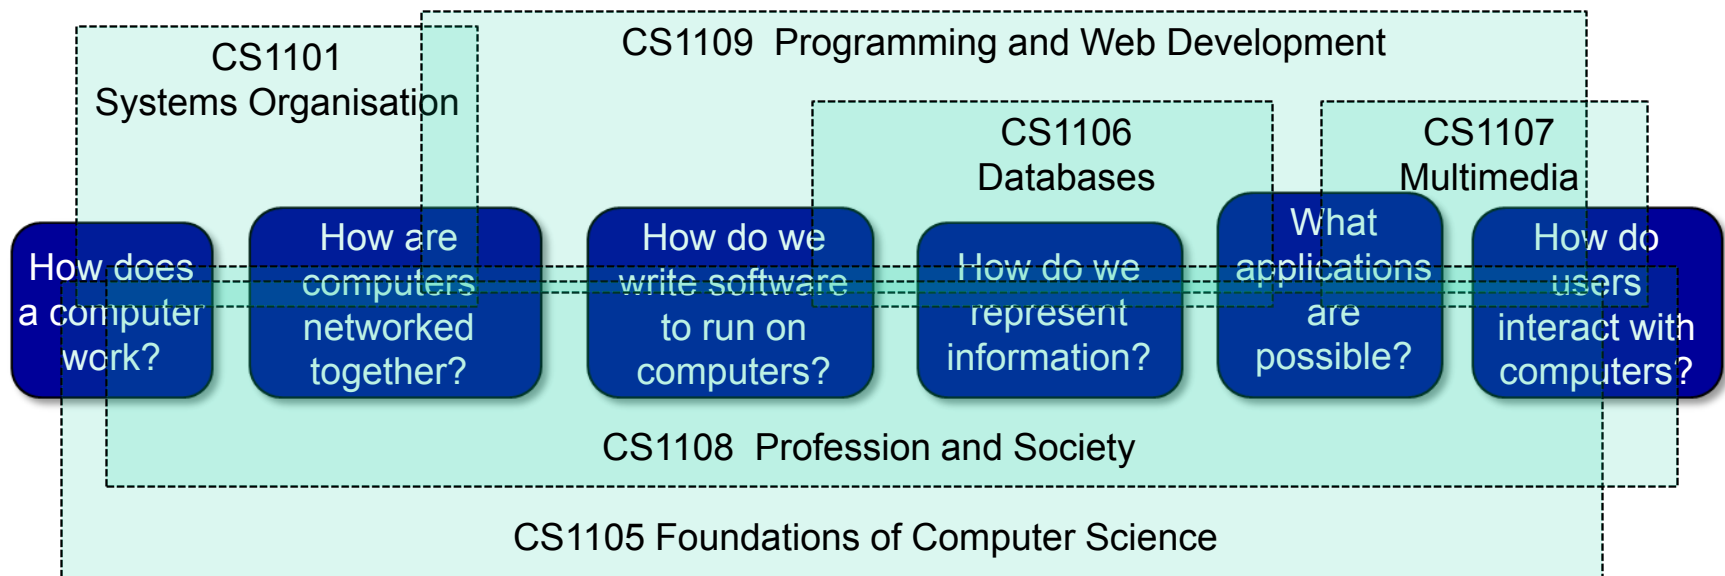 CS1101
Systems Organisation
CS1109  Programming and Web Development
CS1106
Databases
CS1107
Multimedia
How does
a computer
work?
How are
computers
networked
together?
How do we
write software
to run on
computers?
How do we
represent
information?
What
applications
are
possible?
How do
users
interact with
computers?
CS1108  Profession and Society
CS1105 Foundations of Computer Science